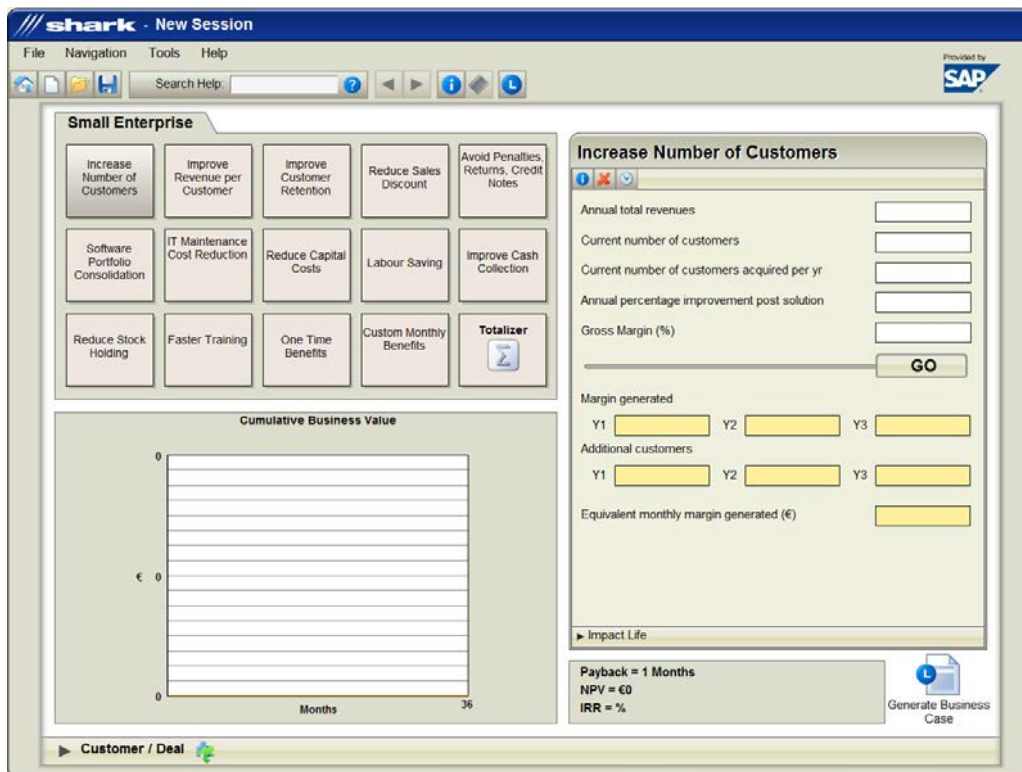 shark - New Session
File Navigation Tools Help
Search Help:
Provided by
SAP
Small Enterprise
Increase
Number of
Customers
Improve
Revenue per
Customer
Improve
Customer
Retention
Reduce Sales
Discount
Avoid Penalties,
Returns, Credit
Notes
Software
Portfolio
Consolidation
IT Maintenance
Cost Reduction
Reduce Capital
Costs
Labour Saving
Improve Cash
Collection
Reduce Stock
Holding
Faster Training
One Time
Benefits
Custom Monthly
Benefits
Totalizer
Σ
Cumulative Business Value
0
€ 0
0
Months
36
Increase Number of Customers
Annual total revenues
Current number of customers
Current number of customers acquired per yr
Annual percentage improvement post solution
Gross Margin (%)
GO
Margin generated
Y1 Y2 Y3
Additional customers
Y1 Y2 Y3
Equivalent monthly margin generated (€)
Impact Life
Payback = 1 Months
NPV = €0
IRR = %
L
Generate Business
Case
Customer / Deal